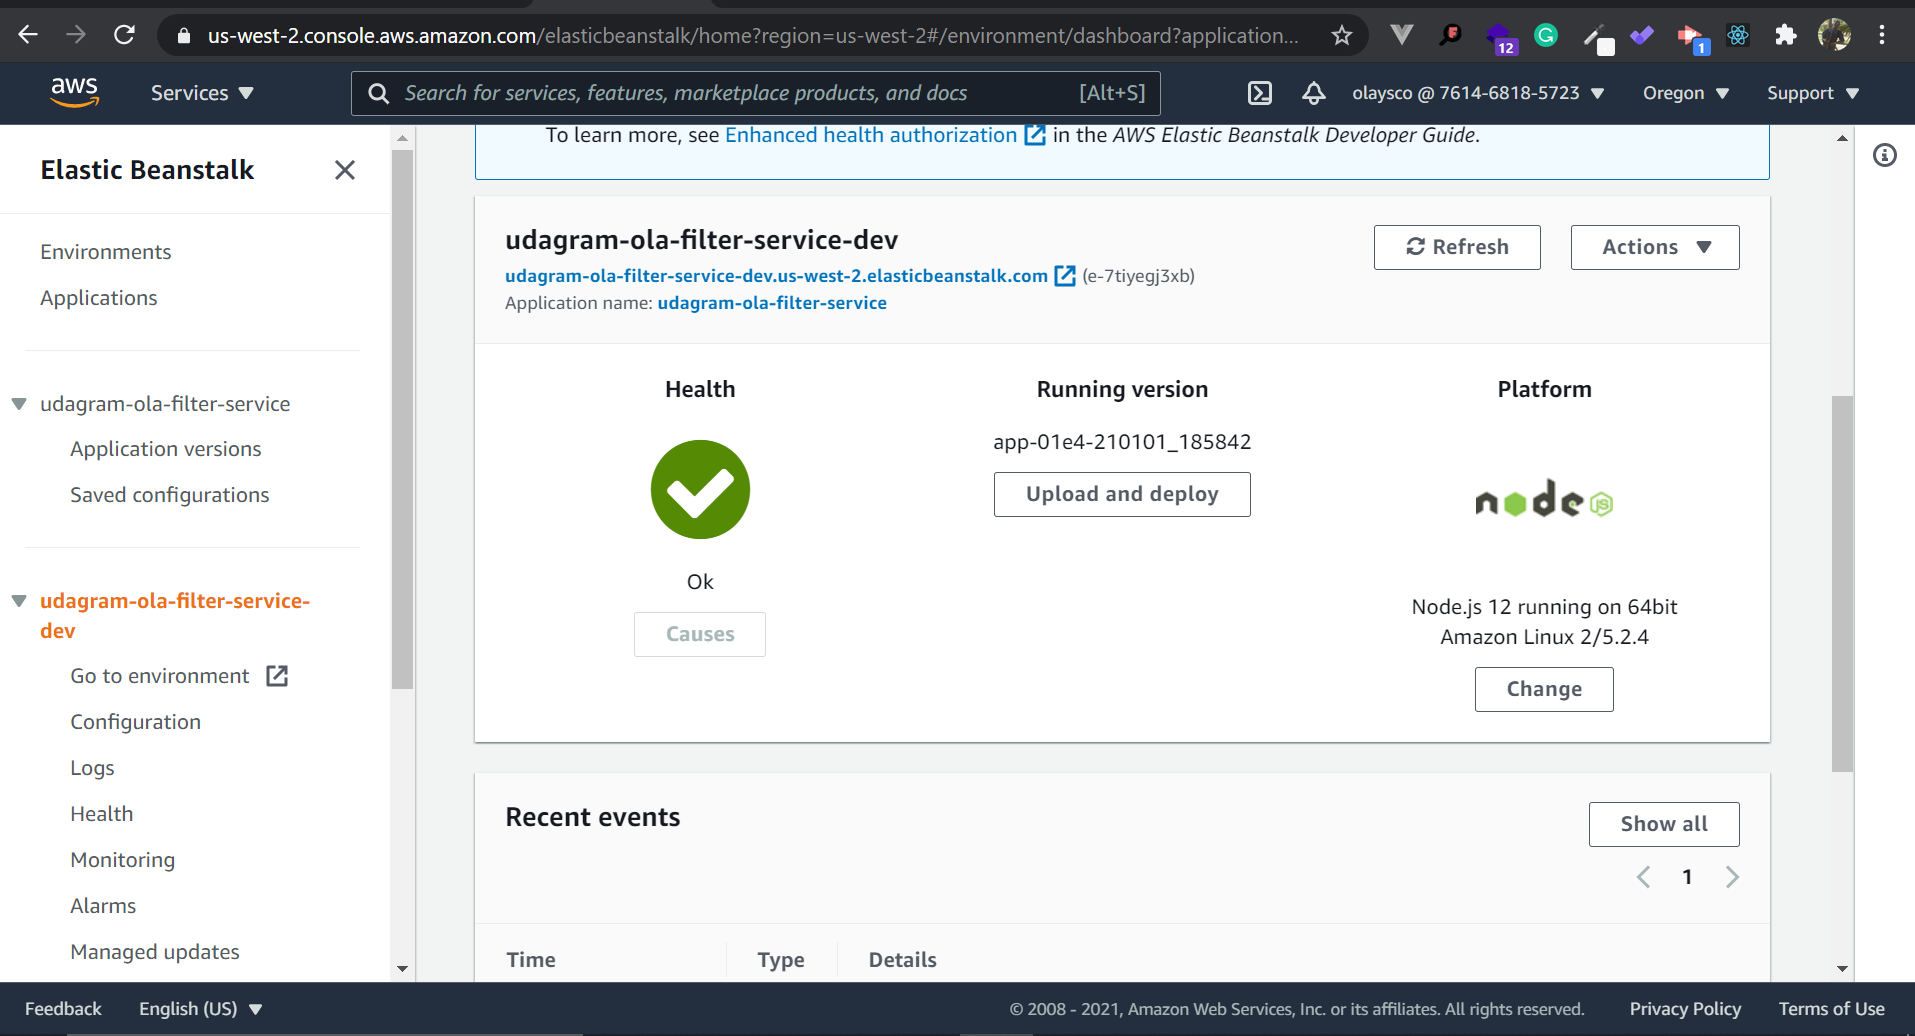 us-west-2.console.aws.amazon.com/elasticbeanstalk/home?region=us-west-2#/environment/dashboard?application...
12
1
aws
Services
Search for services, features, marketplace products, and docs [Alt+S]
olaysco @ 7614-6818-5723
Oregon
Support
Elastic Beanstalk
Environments
Applications
udagram-ola-filter-service
Application versions
Saved configurations
udagram-ola-filter-service-
dev
Go to environment
Configuration
Logs
Health
Monitoring
Alarms
Managed updates
To learn more, see Enhanced health authorization in the AWS Elastic Beanstalk Developer Guide.
udagram-ola-filter-service-dev
udagram-ola-filter-service-dev.us-west-2.elasticbeanstalk.com (e-7tiyegj3xb)
Application name: udagram-ola-filter-service
Refresh
Actions
Health
Ok
Causes
Running version
app-01e4-210101_185842
Upload and deploy
Platform
node JS
Node.js 12 running on 64bit
Amazon Linux 2/5.2.4
Change
Recent events
Show all
1
Time Type Details
Feedback
English (US)
© 2008 - 2021, Amazon Web Services, Inc. or its affiliates. All rights reserved.
Privacy Policy
Terms of Use